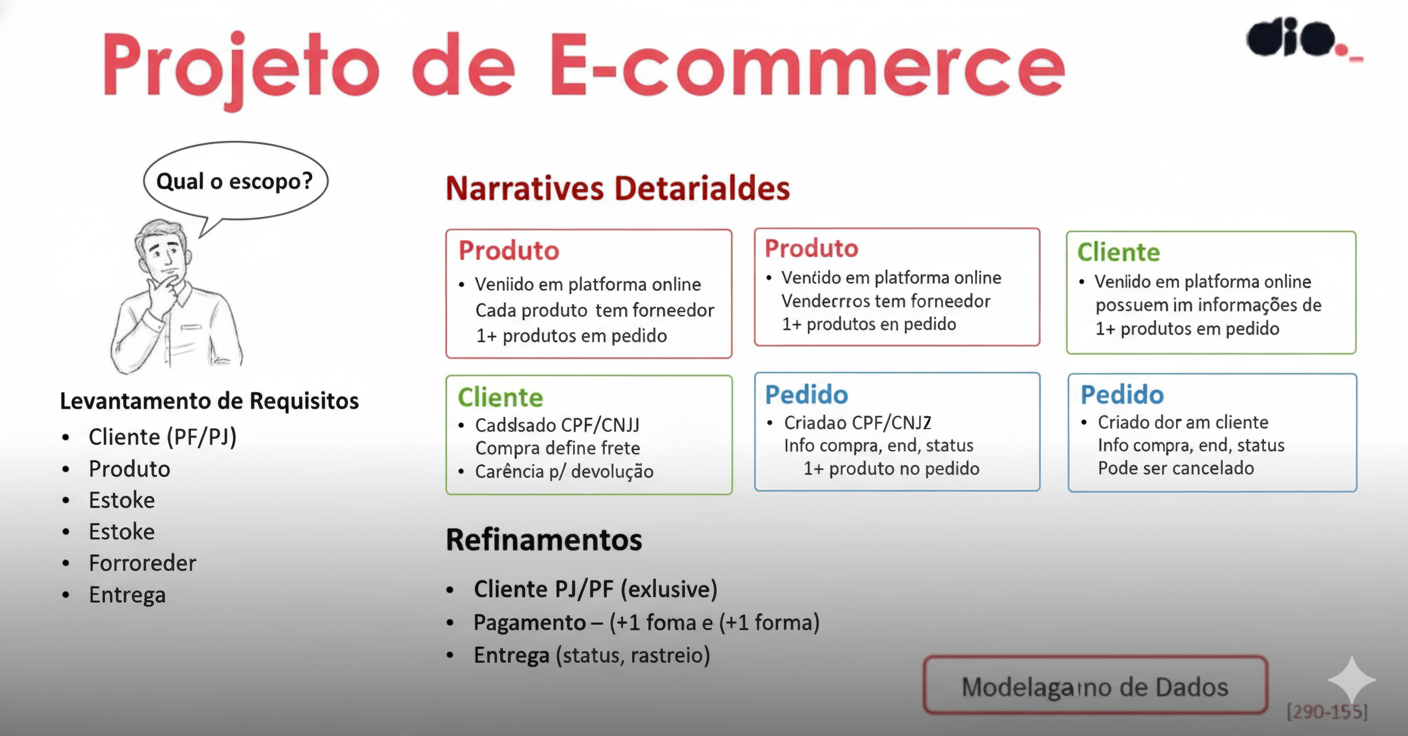 Projeto de E-commerce
dio._
Qual o escopo?
Levantamento de Requisitos
• Cliente (PF/PJ)
• Produto
• Estoke
• Estoke
• Forroreder
• Entrega
Narratives Detarialdes
Produto
• Veniido em platforma online
Cada produto tem forneedor
1+ produtos em pedido
Produto
• Ventido em platforma online
Venderrros tem forneedor
1+ produtos en pedido
Cliente
• Venlido em platforma online
possuem im informações de
1+ produtos em pedido
Cliente
• Cadslsado CPF/CNJJ
Compra define frete
• Carência p/ devolução
Pedido
• Criadao CPF/CNJ2
Info compra, end, status
1+ produto no pedido
Pedido
• Criado dor am cliente
Info compra, end, status
Pode ser cancelado
Refinamentos
• Cliente PJ/PF (exlusive)
• Pagamento – (+1 foma e (+1 forma)
• Entrega (status, rastreio)
Modelagaıno de Dados
[290-155]